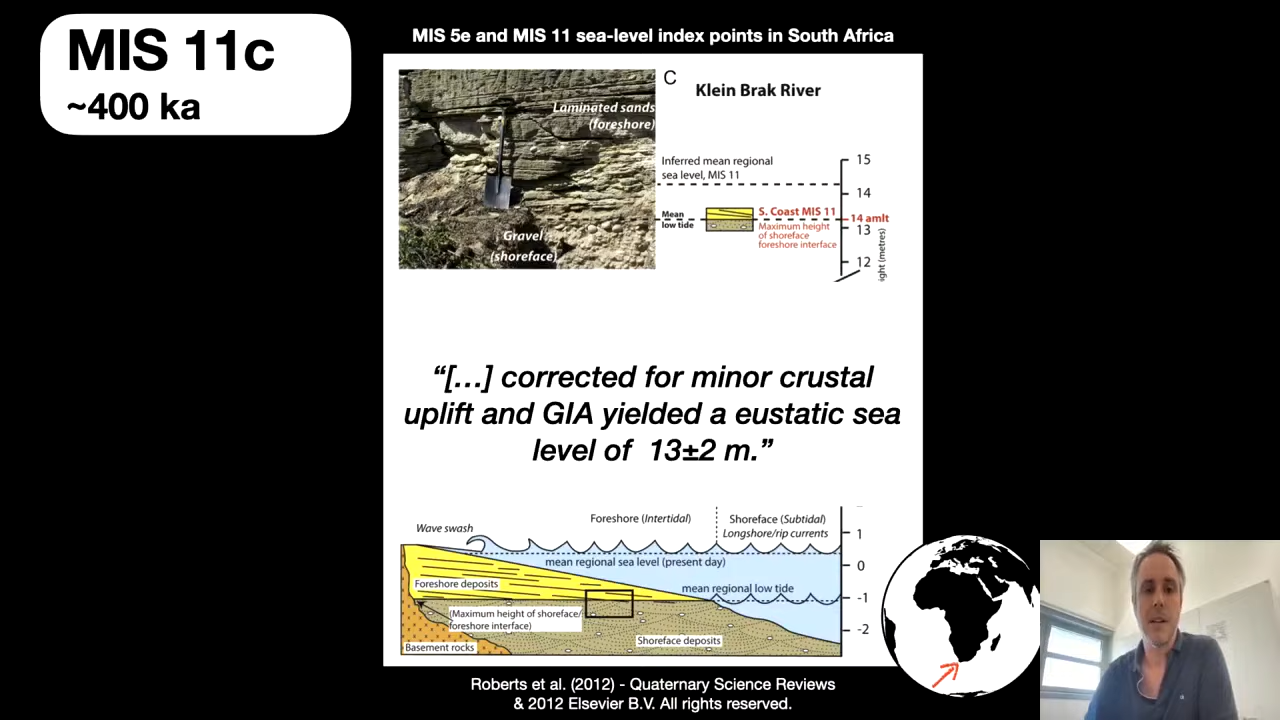 MIS 11c
~400 ka
MIS 5e and MIS 11 sea-level index points in South Africa
Laminated sands
(foreshore)
Gravel
(shoreface)
C
Klein Brak River
Inferred mean regional
sea level, MIS 11
Mean
low tide
S. Coast MIS 11
Maximum height
of shoreface
foreshore interface
15
14
14 amlt
13
12
ight (metres)
“[…] corrected for minor crustal
uplift and GIA yielded a eustatic sea
level of 13±2 m.”
Wave swash
Foreshore (Intertidal)
Shoreface (Subtidal)
Longshore/rip currents
mean regional sea level (present day)
mean regional low tide
Foreshore deposits
(Maximum height of shoreface/
foreshore interface)
Shoreface deposits
Basement rocks
1
0
-1
-2
Roberts et al. (2012) - Quaternary Science Reviews
& 2012 Elsevier B.V. All rights reserved.